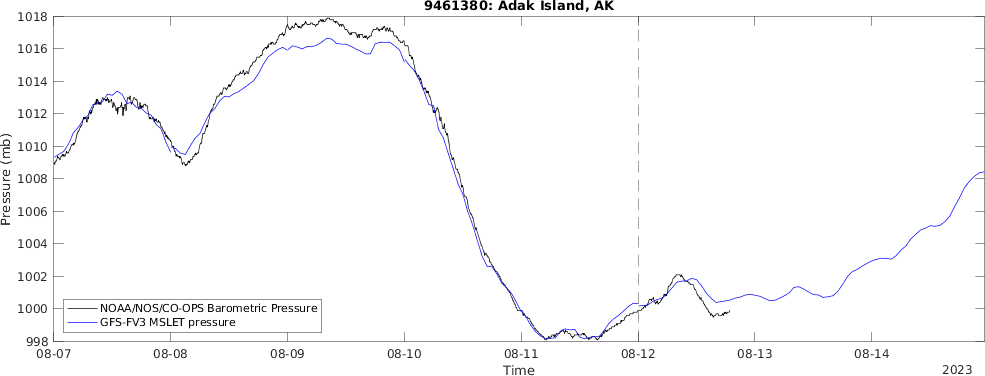 9461380: Adak Island, AK
Pressure (mb)
1018
1016
1014
1012
1010
1008
1006
1004
1002
1000
998
NOAA/NOS/CO-OPS Barometric Pressure
GFS-FV3 MSLET pressure
08-07 08-08 08-09 08-10 08-11 08-12 08-13 08-14
Time
2023